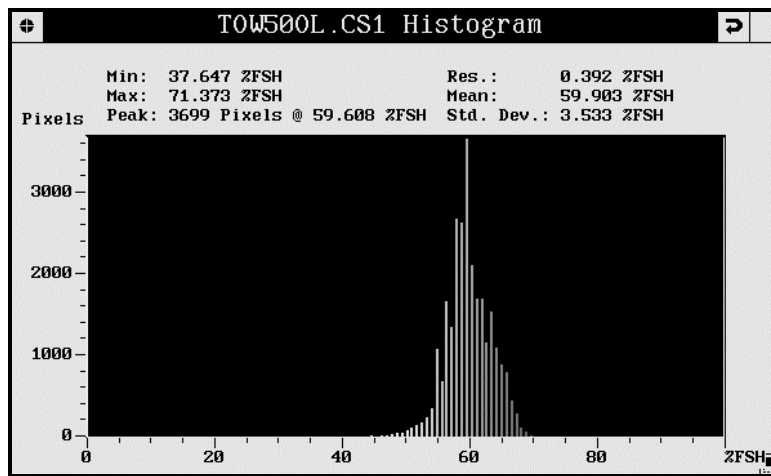 TOW500L.CS1 Histogram
Min: 37.647 %FSH Res.: 0.392 %FSH
Max: 71.373 %FSH Mean: 59.903 %FSH
Pixels Peak: 3699 Pixels @ 59.608 %FSH Std. Dev.: 3.533 %FSH
3000
2000
1000
0
0 20 40 60 80 %FSH